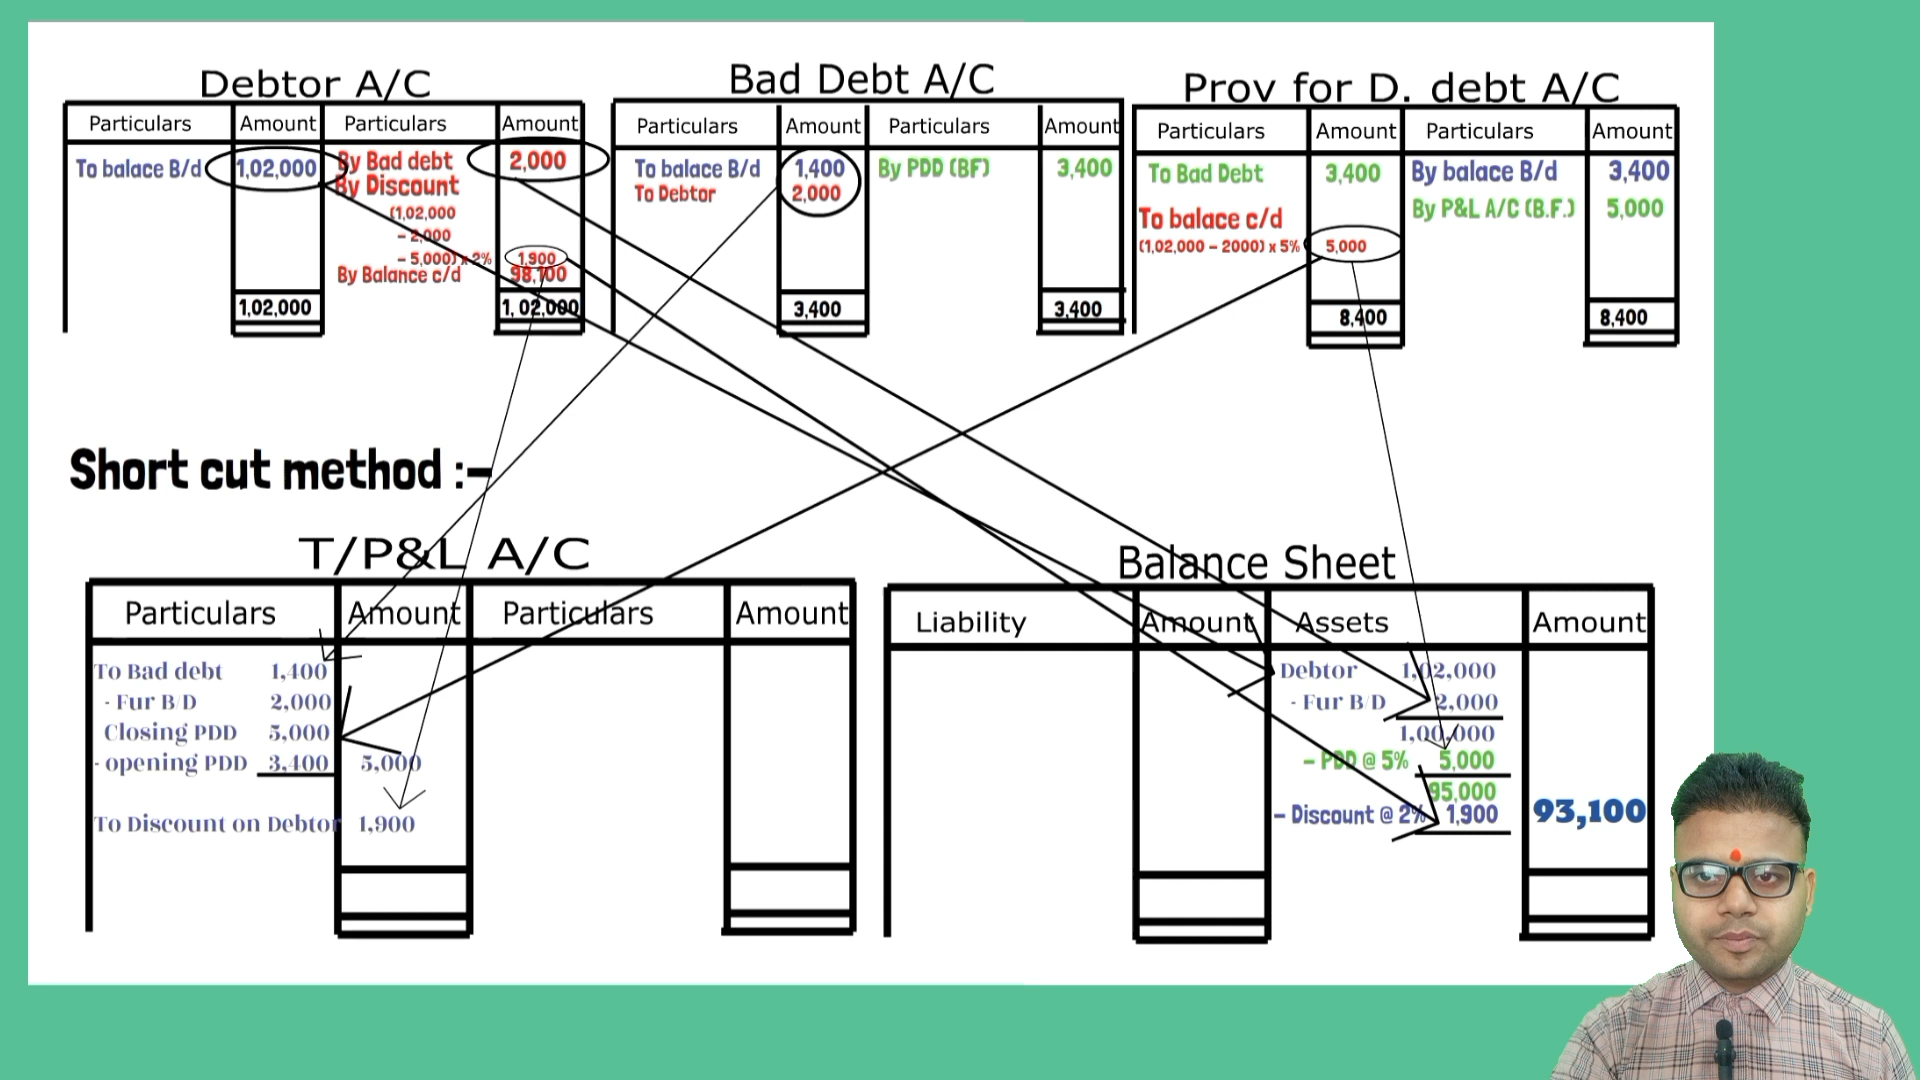 Debtor A/C
Particulars Amount Particulars Amount
To balace B/d 1,02,000 By Bad debt 2,000
By Discount
(1,02,000
- 2,000
- 5,000) x 2% 1,900
By Balance c/d 98,100
1,02,000 1,02,000
Bad Debt A/C
Particulars Amount Particulars Amount
To balace B/d 1,400 By PDD (BF) 3,400
To Debtor 2,000
3,400 3,400
Prov for D. debt A/C
Particulars Amount Particulars Amount
To Bad Debt 3,400 By balace B/d 3,400
By P&L A/C (B.F.) 5,000
To balace c/d
(1,02,000 - 2000) x 5% 5,000
8,400 8,400
Short cut method :-
T/P&L A/C
Particulars Amount Particulars Amount
To Bad debt 1,400
- Fur B/D 2,000
Closing PDD 5,000
- opening PDD 3,400 5,000
To Discount on Debtor 1,900
Balance Sheet
Liability Amount Assets Amount
Debtor 1,02,000
- Fur B/D 2,000
1,00,000
- PDD @ 5% 5,000
95,000
- Discount @ 2% 1,900 93,100